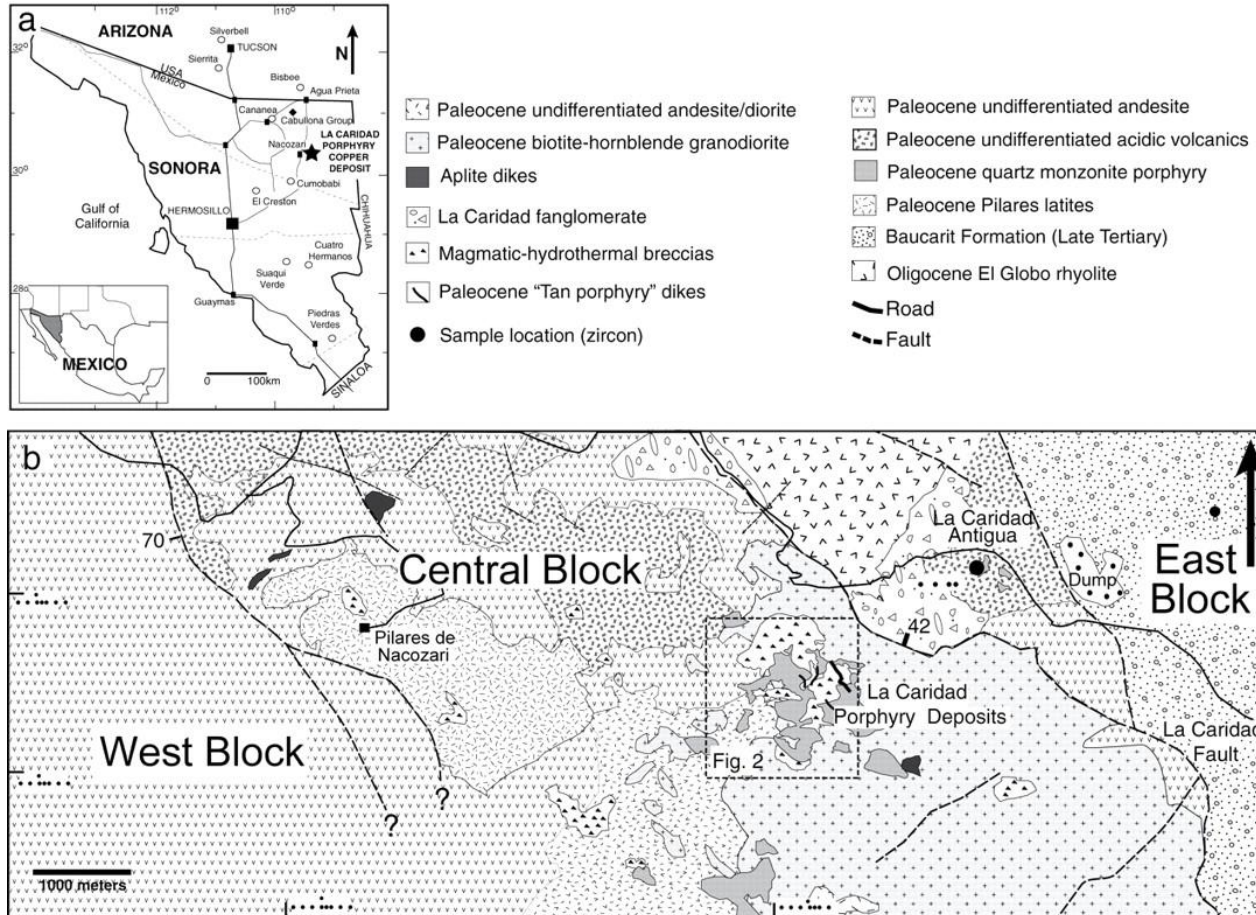 a
ARIZONA
112
110
32°
30°
28°
Silverbell
TUCSON
Sierrita
N
USA
Mexico
Bisbee
Agua Prieta
Cananea
Cabullona Group
Nacozari
LA CARIDAD
PORPHYRY
COPPER
DEPOSIT
SONORA
Cumobabi
El Creston
Gulf of
California
HERMOSILLO
CHIHUAHUA
Cuatro
Hermanos
Suaqui
Verde
Guaymas
Piedras
Verdes
MEXICO
0 100km
SINALOA
Paleocene undifferentiated andesite/diorite
Paleocene biotite-hornblende granodiorite
Aplite dikes
La Caridad fanglomerate
Magmatic-hydrothermal breccias
Paleocene “Tan porphyry” dikes
Sample location (zircon)
Paleocene undifferentiated andesite
Paleocene undifferentiated acidic volcanics
Paleocene quartz monzonite porphyry
Paleocene Pilares latites
Baucarit Formation (Late Tertiary)
Oligocene El Globo rhyolite
Road
Fault
b
70
Central Block
La Caridad
Antigua
East
Block
Dump
42
Pilares de
Nacozari
La Caridad
Porphyry Deposits
West Block
Fig. 2
La Caridad
Fault
?
?
1000 meters